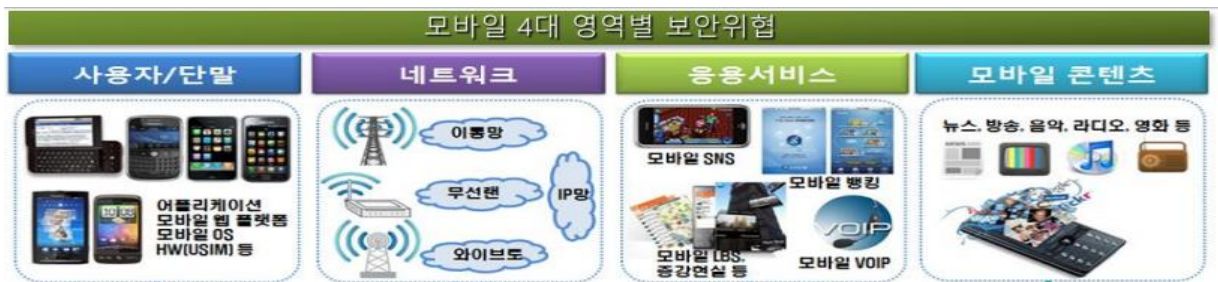 모바일 4대 영역별 보안위협
사용자/단말
어플리케이션
모바일 웹 플랫폼
모바일 OS
HW(USIM) 등
네트워크
이통망
무선랜
IP망
와이브로
응용서비스
모바일 SNS
모바일 뱅킹
모바일 LBS,
증강현실 등
VOIP
모바일 VOIP
모바일 콘텐츠
뉴스, 방송, 음악, 라디오, 영화 등
NEWS